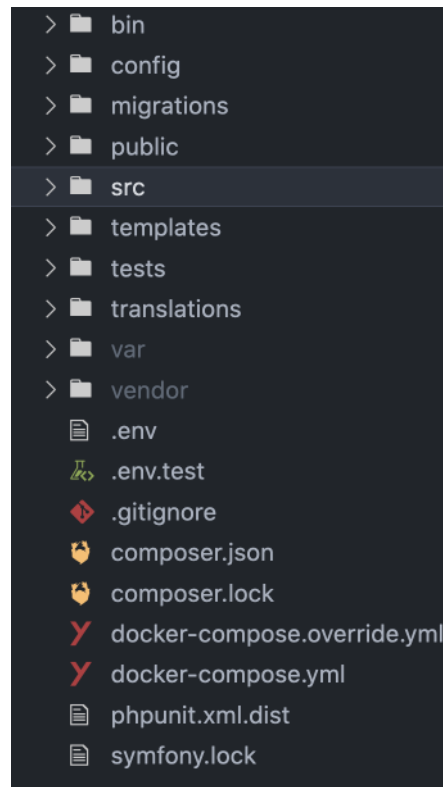 bin
config
migrations
public
src
templates
tests
translations
var
vendor
.env
.env.test
.gitignore
composer.json
composer.lock
docker-compose.override.yml
docker-compose.yml
phpunit.xml.dist
symfony.lock